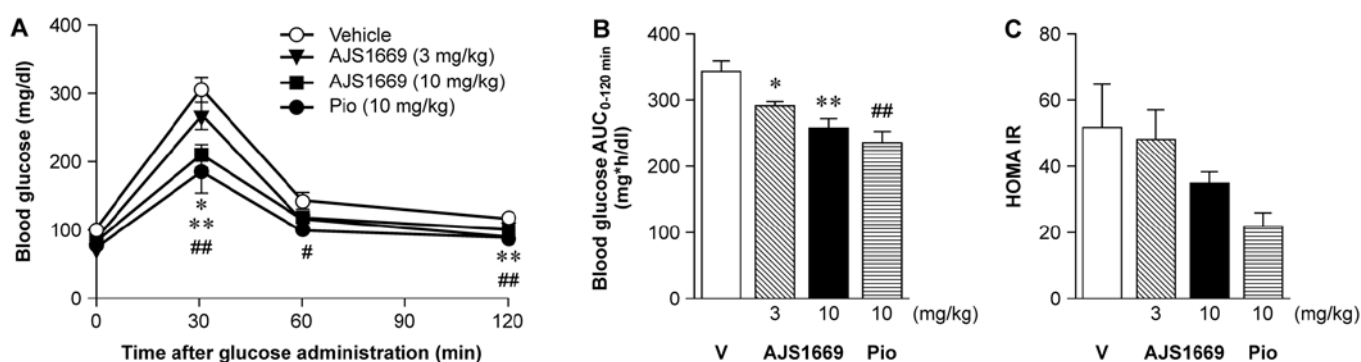 A
Blood glucose (mg/dl)
400
300
200
100
0
0 30 60 90 120
Time after glucose administration (min)
Vehicle
AJS1669 (3 mg/kg)
AJS1669 (10 mg/kg)
Pio (10 mg/kg)
*
**
##
#
**
##
B
Blood glucose AUC0-120 min
(mg*h/dl)
400
300
200
300
0
* ** ##
3 10 10 (mg/kg)
V AJS1669 Pio
C
HOMA IR
80
60
40
20
0
3 10 10 (mg/kg)
V AJS1669 Pio